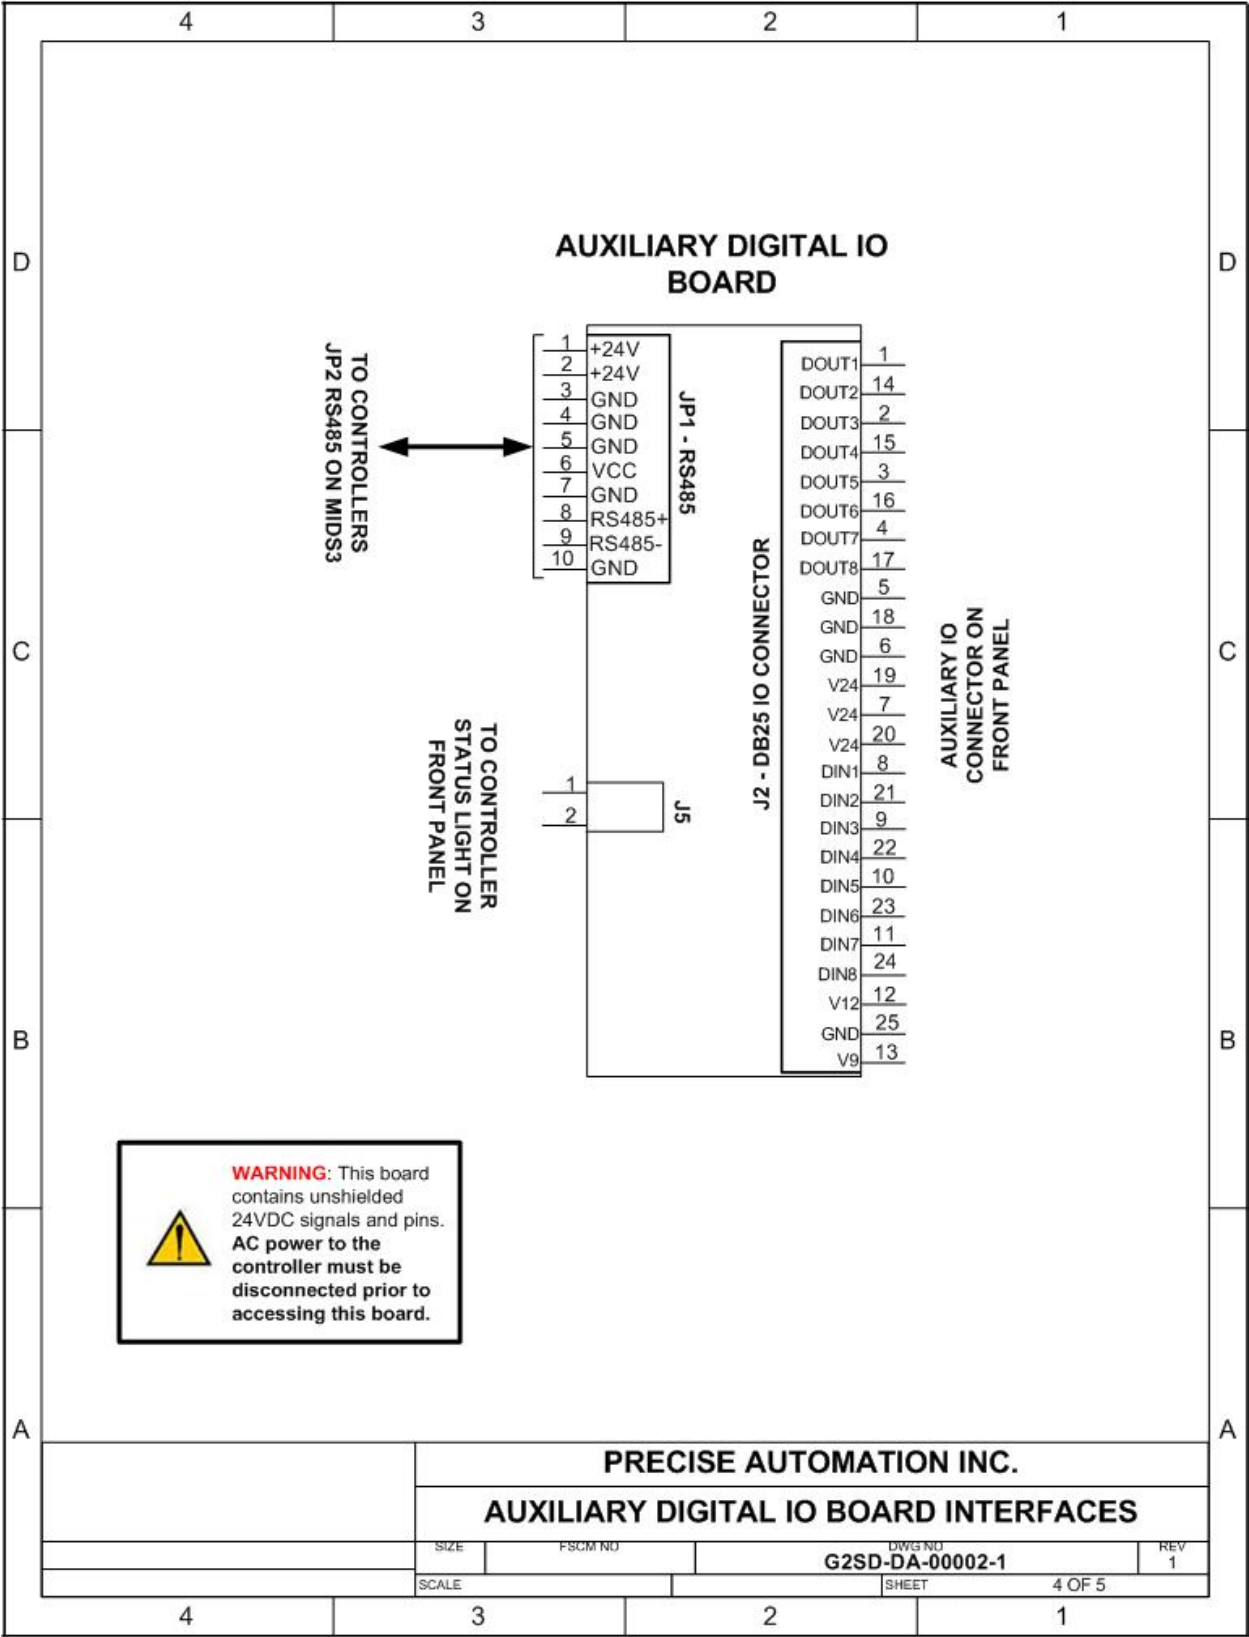 4 3 2 1
D D
C C
B B
A A
AUXILIARY DIGITAL IO
BOARD
TO CONTROLLERS
JP2 RS485 ON MIDS3
1 +24V
2 +24V
3 GND
4 GND
5 GND
6 VCC
7 GND
8 RS485+
9 RS485-
10 GND
JP1 - RS485
TO CONTROLLER
STATUS LIGHT ON
FRONT PANEL
1
2
J5
J2 - DB25 IO CONNECTOR
DOUT1 1
DOUT2 14
DOUT3 2
DOUT4 15
DOUT5 3
DOUT6 16
DOUT7 4
DOUT8 17
GND 5
GND 18
GND 6
V24 19
V24 7
V24 20
DIN1 8
DIN2 21
DIN3 9
DIN4 22
DIN5 10
DIN6 23
DIN7 11
DIN8 24
V12 12
GND 25
V9 13
AUXILIARY IO
CONNECTOR ON
FRONT PANEL
WARNING: This board
contains unshielded
24VDC signals and pins.
AC power to the
controller must be
disconnected prior to
accessing this board.
PRECISE AUTOMATION INC.
AUXILIARY DIGITAL IO BOARD INTERFACES
SIZE FSCM NO DWG NO REV
G2SD-DA-00002-1 1
SCALE SHEET 4 OF 5
4 3 2 1